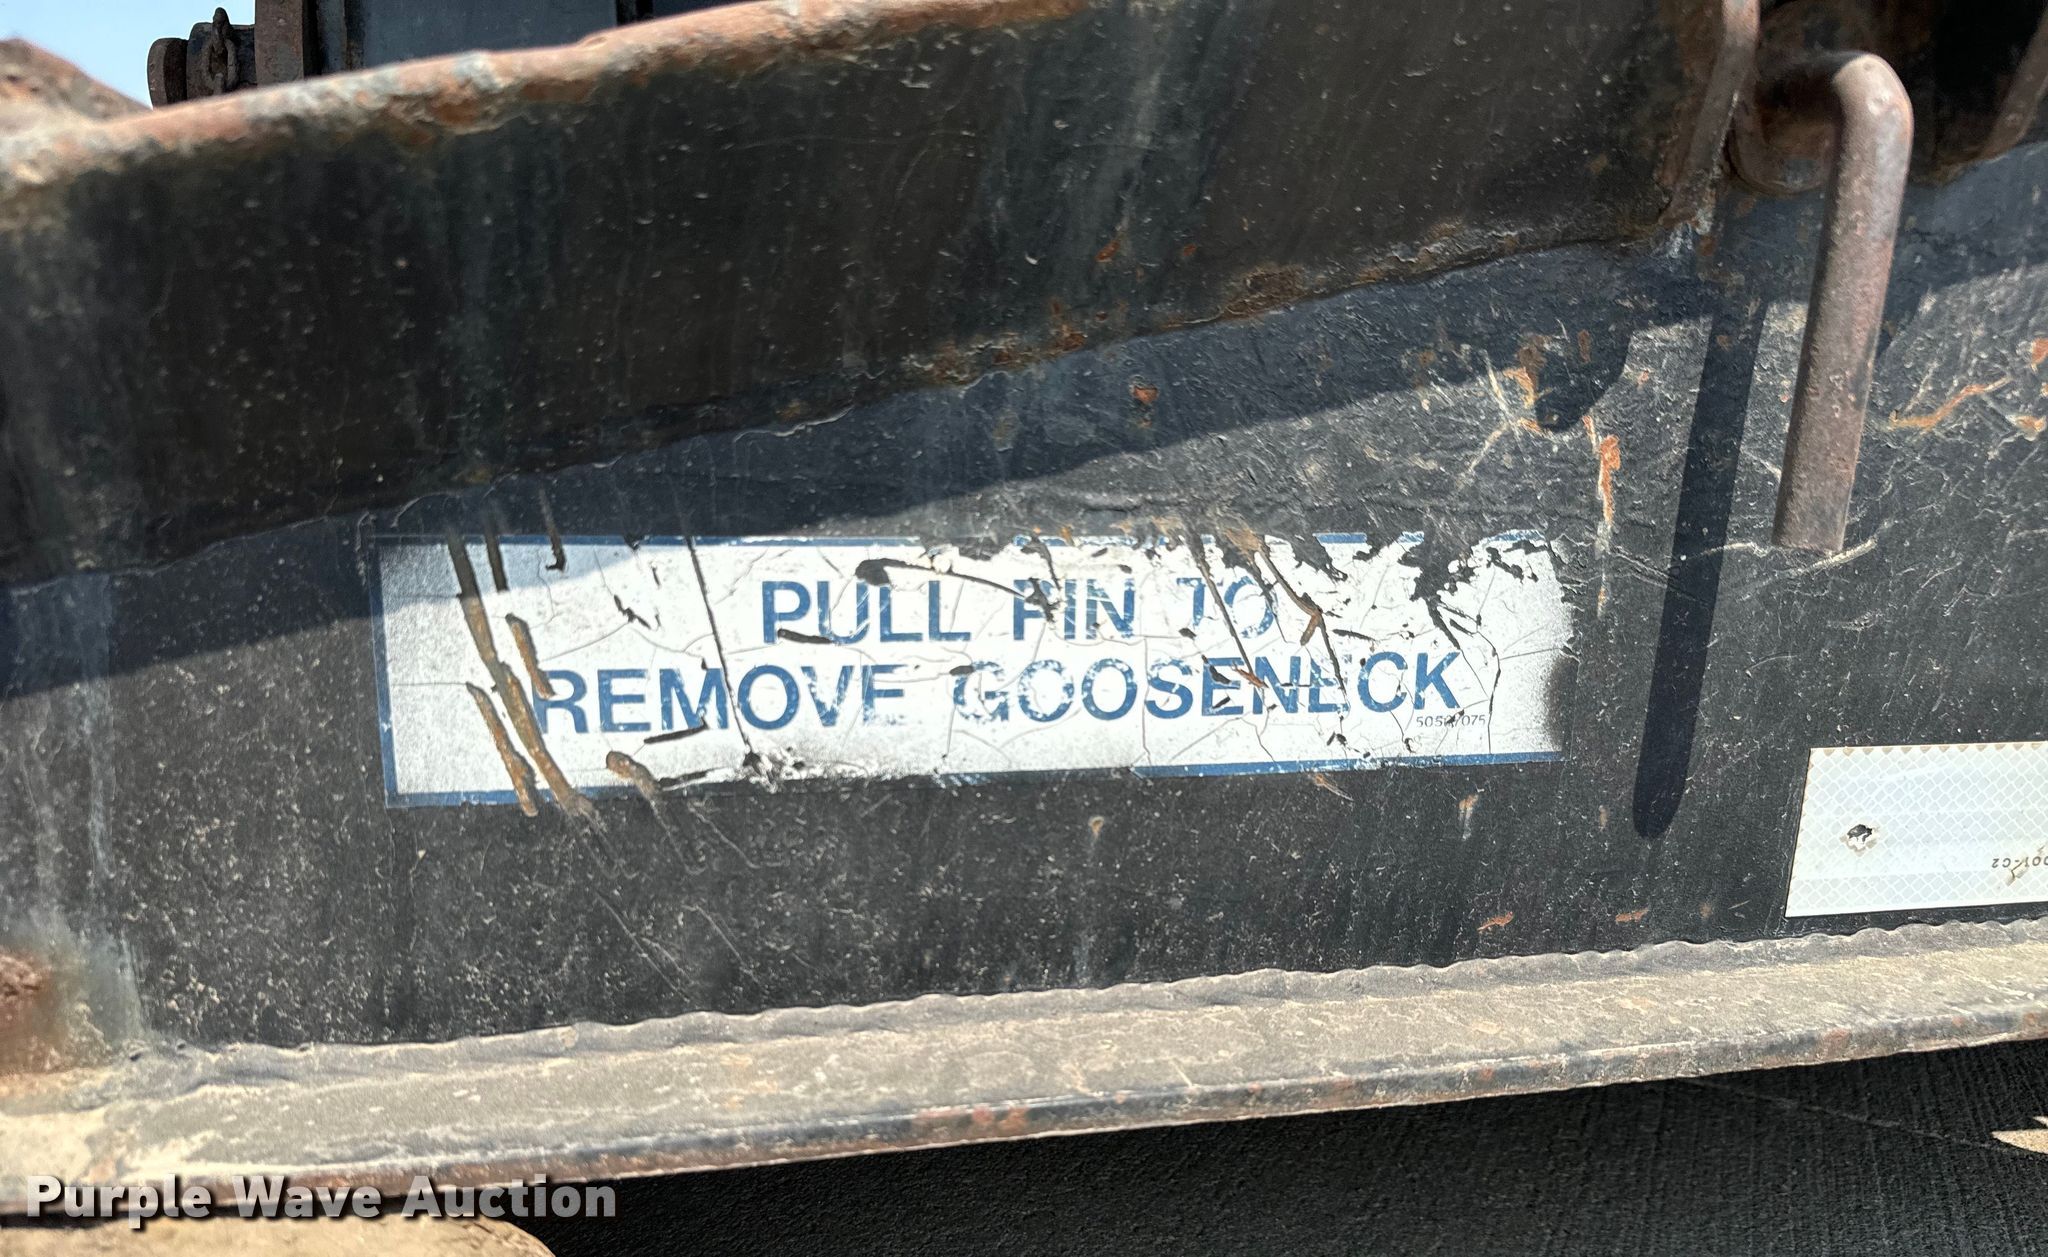 PULL PIN TO
REMOVE GOOSENECK
Purple Wave Auction